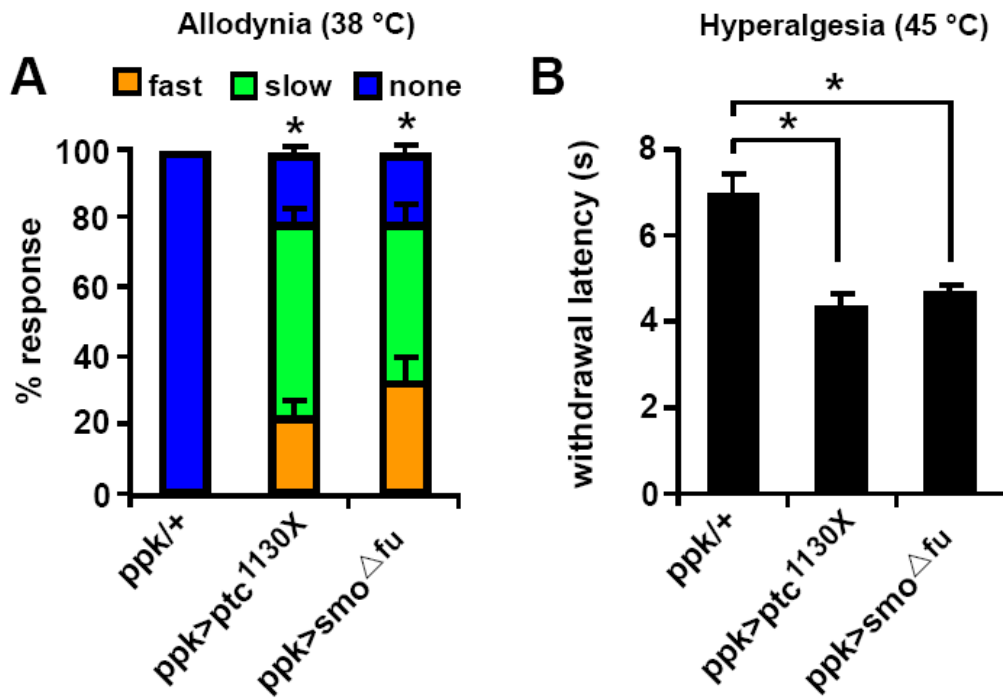 Allodynia (38 °C)
A
fast slow none
* *
% response
100
80
60
40
20
0
ppk/+
ppk>ptc1130X
ppk>smo△fu
Hyperalgesia (45 °C)
B
*
*
withdrawal latency (s)
8
6
4
2
0
ppk/+
ppk>ptc1130X
ppk>smo△fu